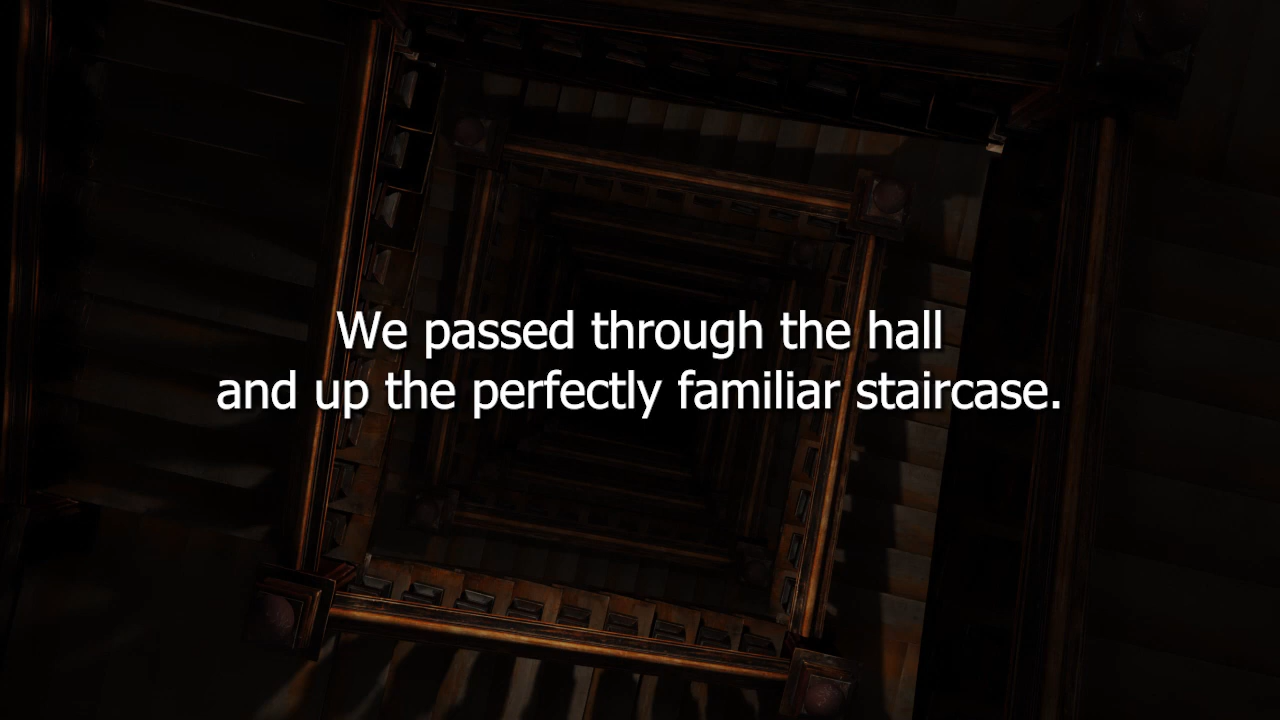 We passed through the hall
and up the perfectly familiar staircase.